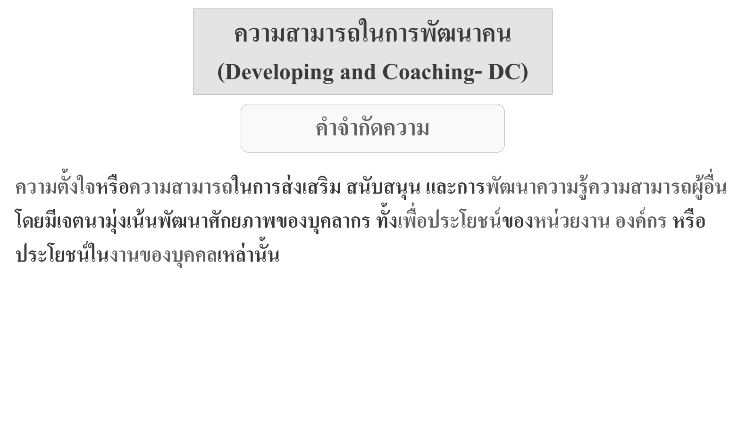 ความสามารถในการพัฒนาคน
(Developing and Coaching- DC)
คำจำกัดความ
ความตั้งใจหรือความสามารถในการส่งเสริม สนับสนุน และการพัฒนาความรู้ความสามารถผู้อื่น
โดยมีเจตนามุ่งเน้นพัฒนาศักยภาพของบุคลากร ทั้งเพื่อประโยชน์ของหน่วยงาน องค์กร หรือ
ประโยชน์ในงานของบุคคลเหล่านั้น